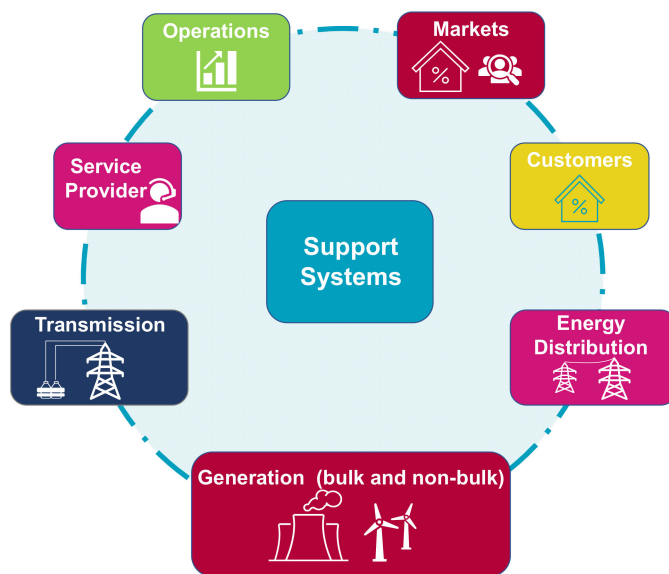 Operations
Markets
Service
Provider
Customers
Support
Systems
Transmission
Energy
Distribution
Generation (bulk and non-bulk)
%
%